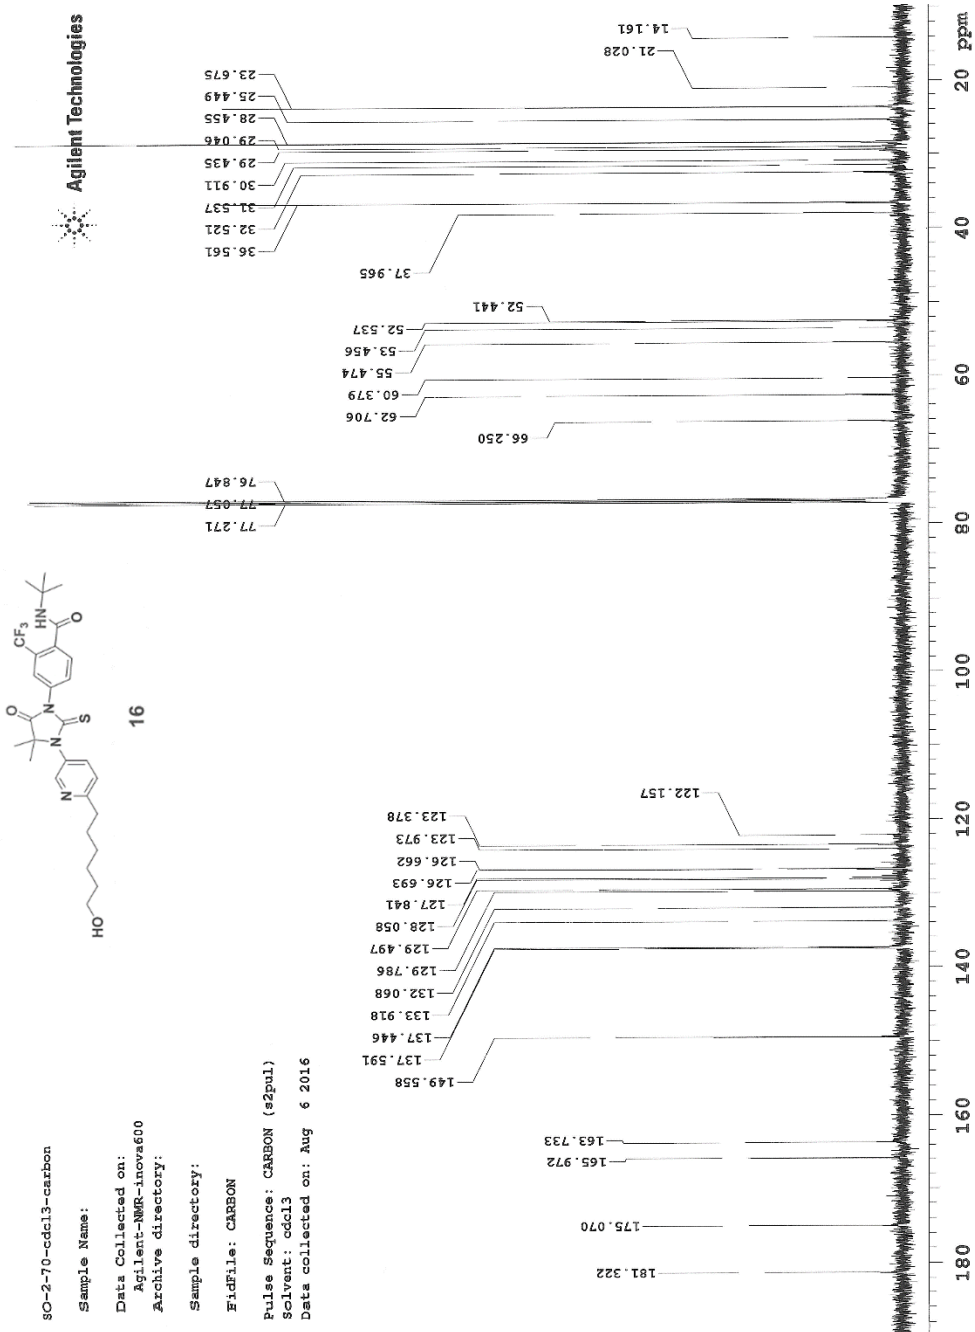 sO-2-70-cdcl3-carbon
Sample Name:
Data Collected on:
Agilent-NMR-inova600
Archive directory:
Sample directory:
FidFile: CARBON
Pulse Sequence: CARBON (s2pul)
Solvent: cdcl3
Data collected on: Aug 6 2016
Agilent Technologies
HO
N
N
S
O
N
CF3
HN
O
16
181.322
175.070
165.972
163.733
149.558
137.591
137.446
133.918
132.068
129.786
129.497
128.058
127.841
126.693
126.662
123.973
123.378
122.157
77.271
77.057
76.847
66.250
62.706
60.379
55.474
53.456
52.537
52.441
37.965
36.561
32.521
31.537
30.911
29.435
29.046
28.455
25.449
23.675
21.028
14.161
180
160
140
120
100
80
60
40
20
ppm